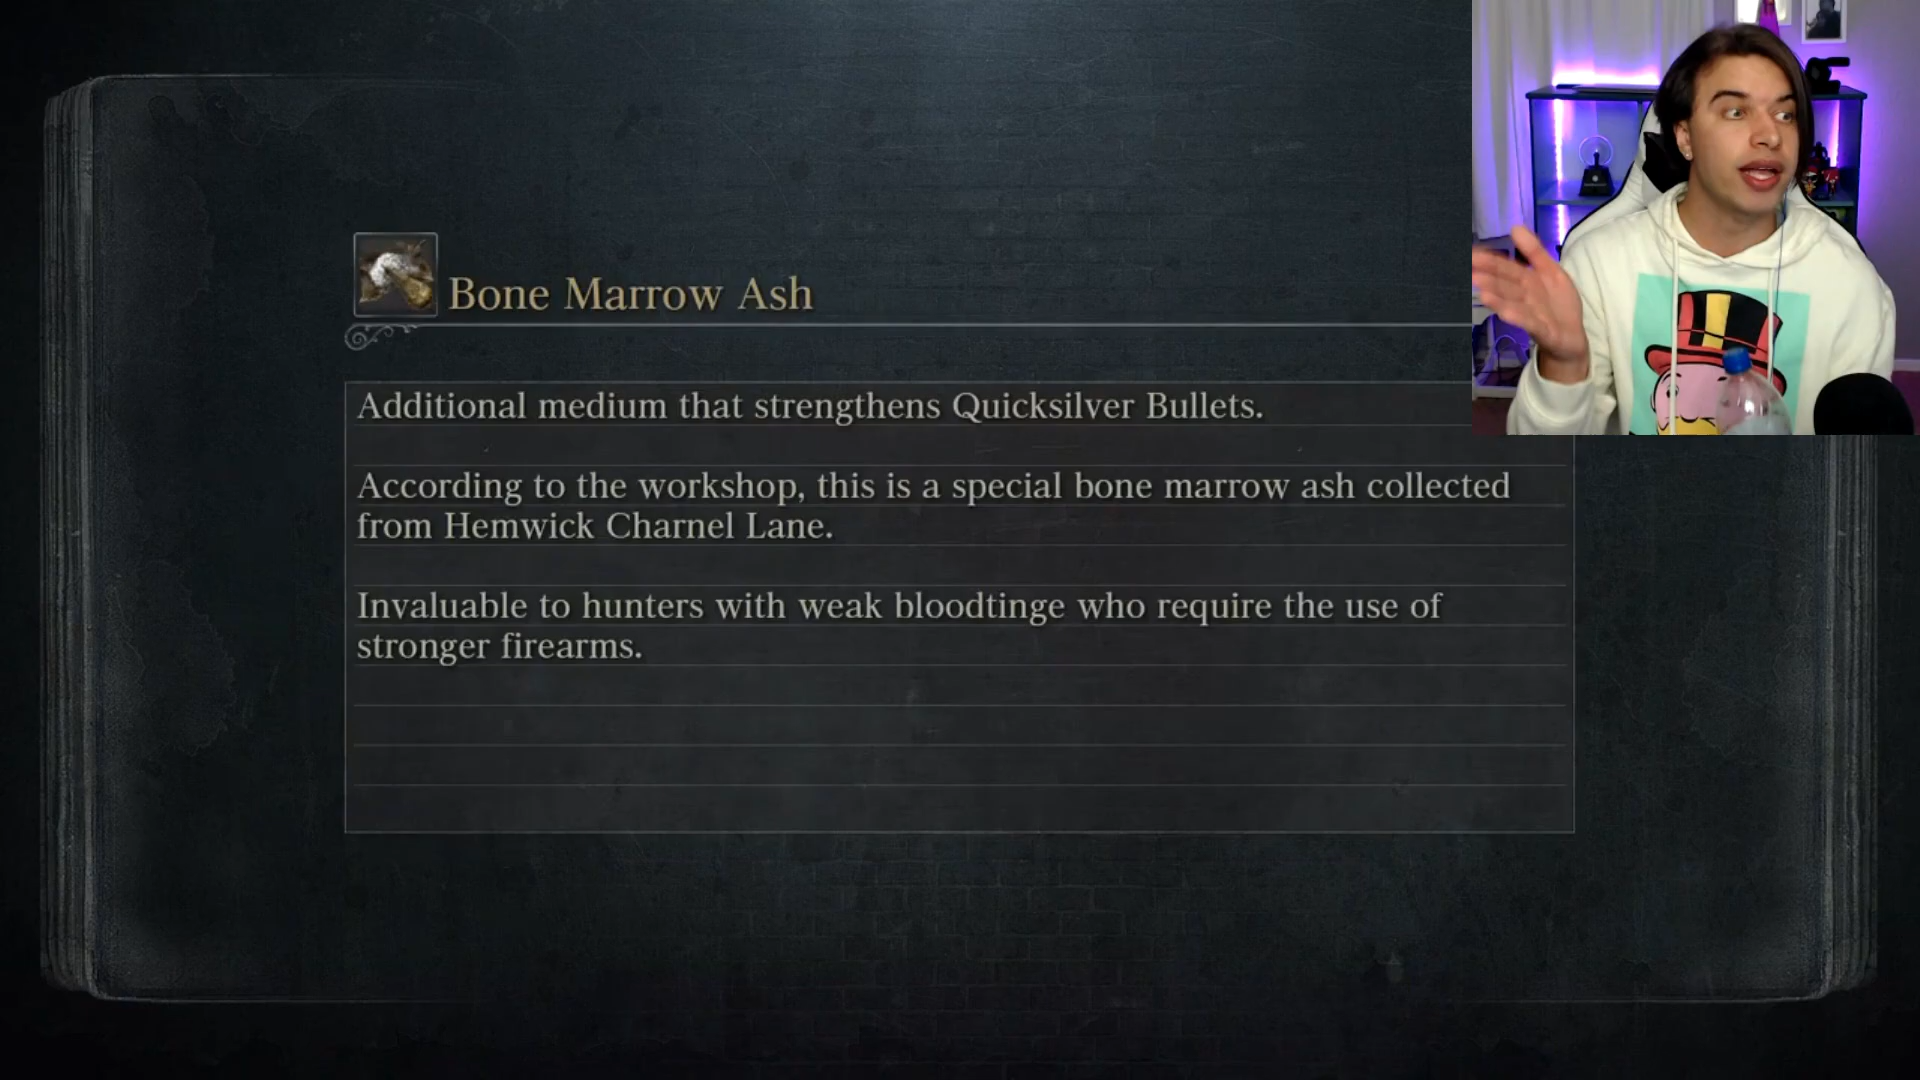 Bone Marrow Ash
Additional medium that strengthens Quicksilver Bullets.
According to the workshop, this is a special bone marrow ash collected
from Hemwick Charnel Lane.
Invaluable to hunters with weak bloodtinge who require the use of
stronger firearms.